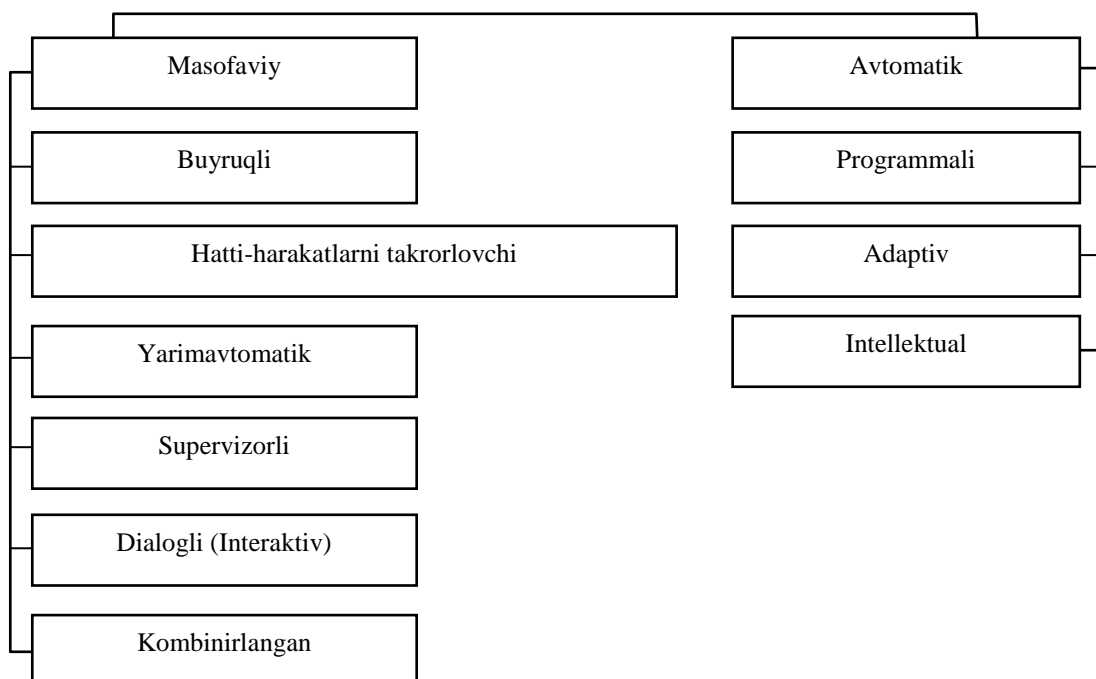 Masofaviy
Buyruqli
Hatti-harakatlarni takrorlovchi
Yarimavtomatik
Supervizorli
Dialogli (Interaktiv)
Kombinirlangan
Avtomatik
Programmali
Adaptiv
Intellektual